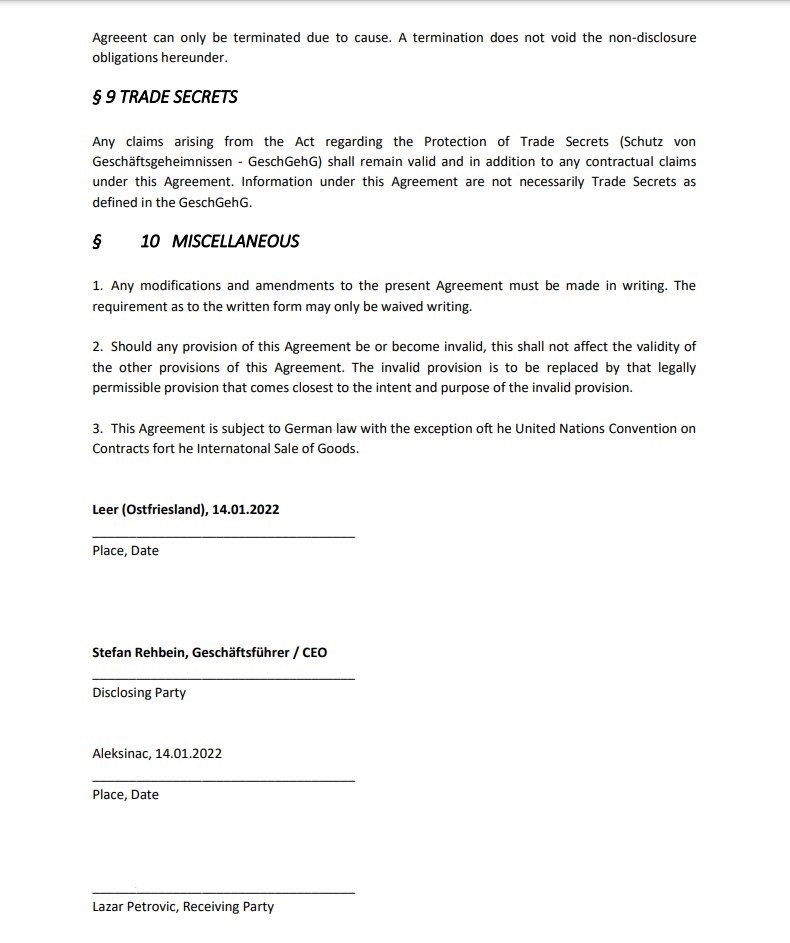 Agreeent can only be terminated due to cause. A termination does not void the non-disclosure
obligations hereunder.
§ 9 TRADE SECRETS
Any claims arising from the Act regarding the Protection of Trade Secrets (Schutz von
Geschäftsgeheimnissen - GeschGehG) shall remain valid and in addition to any contractual claims
under this Agreement. Information under this Agreement are not necessarily Trade Secrets as
defined in the GeschGehG.
§ 10 MISCELLANEOUS
1. Any modifications and amendments to the present Agreement must be made in writing. The
requirement as to the written form may only be waived writing.
2. Should any provision of this Agreement be or become invalid, this shall not affect the validity of
the other provisions of this Agreement. The invalid provision is to be replaced by that legally
permissible provision that comes closest to the intent and purpose of the invalid provision.
3. This Agreement is subject to German law with the exception oft he United Nations Convention on
Contracts fort he Internatonal Sale of Goods.
Leer (Ostfriesland), 14.01.2022
Place, Date
Stefan Rehbein, Geschäftsführer / CEO
Disclosing Party
Aleksinac, 14.01.2022
Place, Date
Lazar Petrovic, Receiving Party